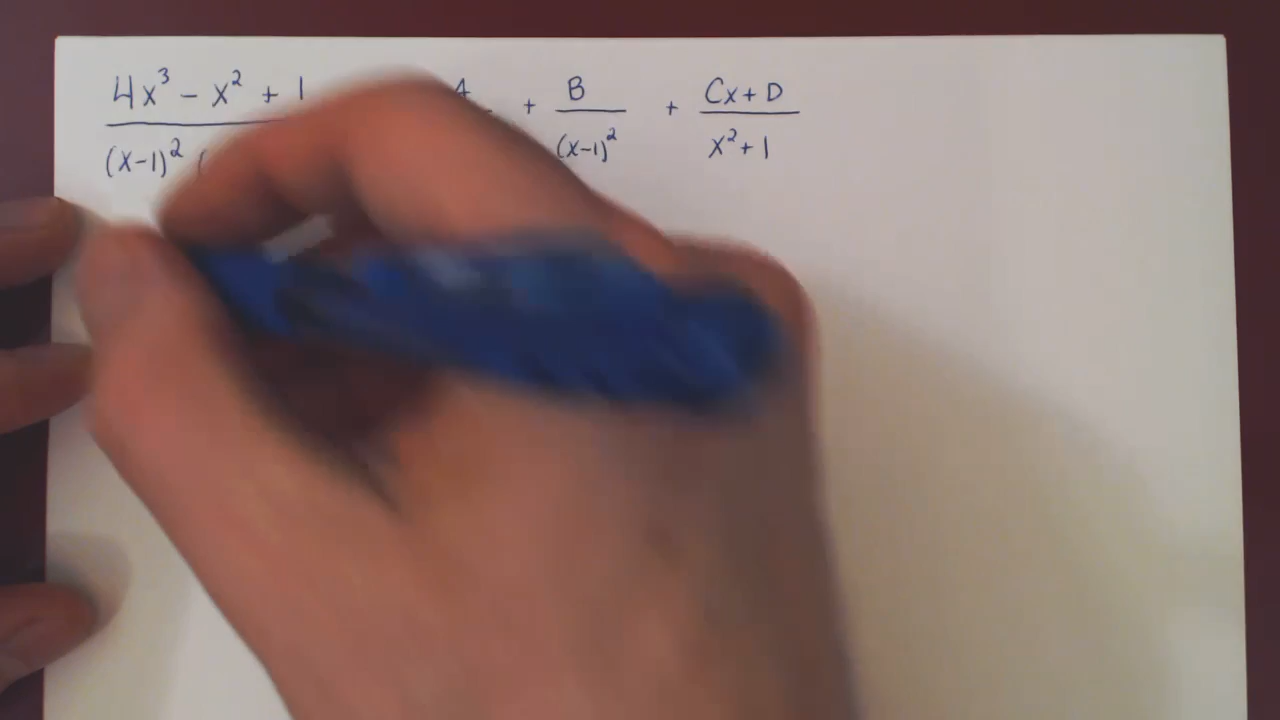 4x³ - x² + 1 A + B/(x-1)² + (Cx + D)/(x² + 1)
(x-1)² (